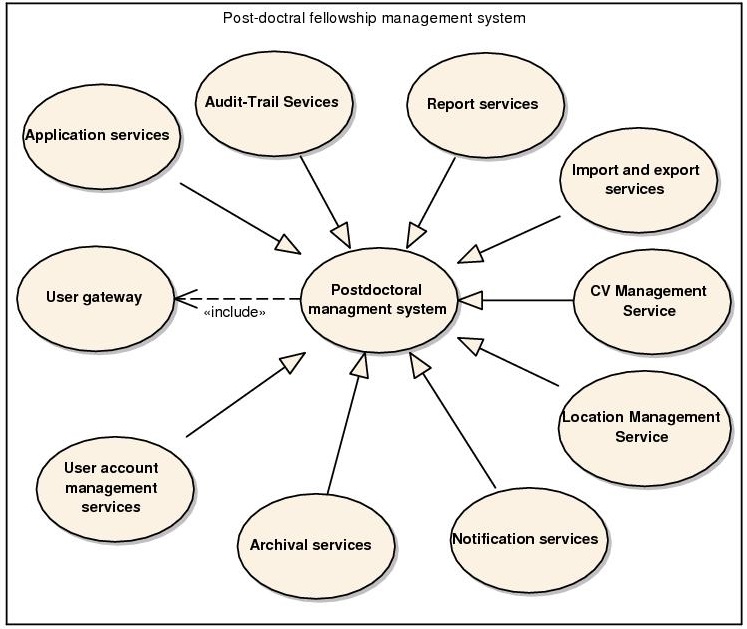 Post-doctral fellowship management system
Audit-Trail Sevices
Report services
Application services
Import and export
services
User gateway
«include»
Postdoctoral
managment system
CV Management
Service
Location Management
Service
User account
management
services
Archival services
Notification services